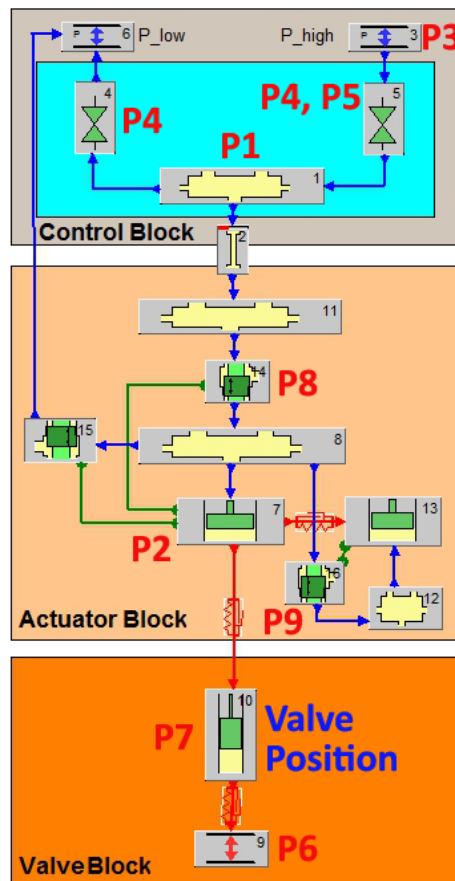 6 P_low P_high 3 P3
4 P4 P4, P5 5
P1
1
Control Block
2
11
14 P8
15 8
7 13
P2
16
12
Actuator Block P9
10
P7 Valve
Position
9 P6
Valve Block